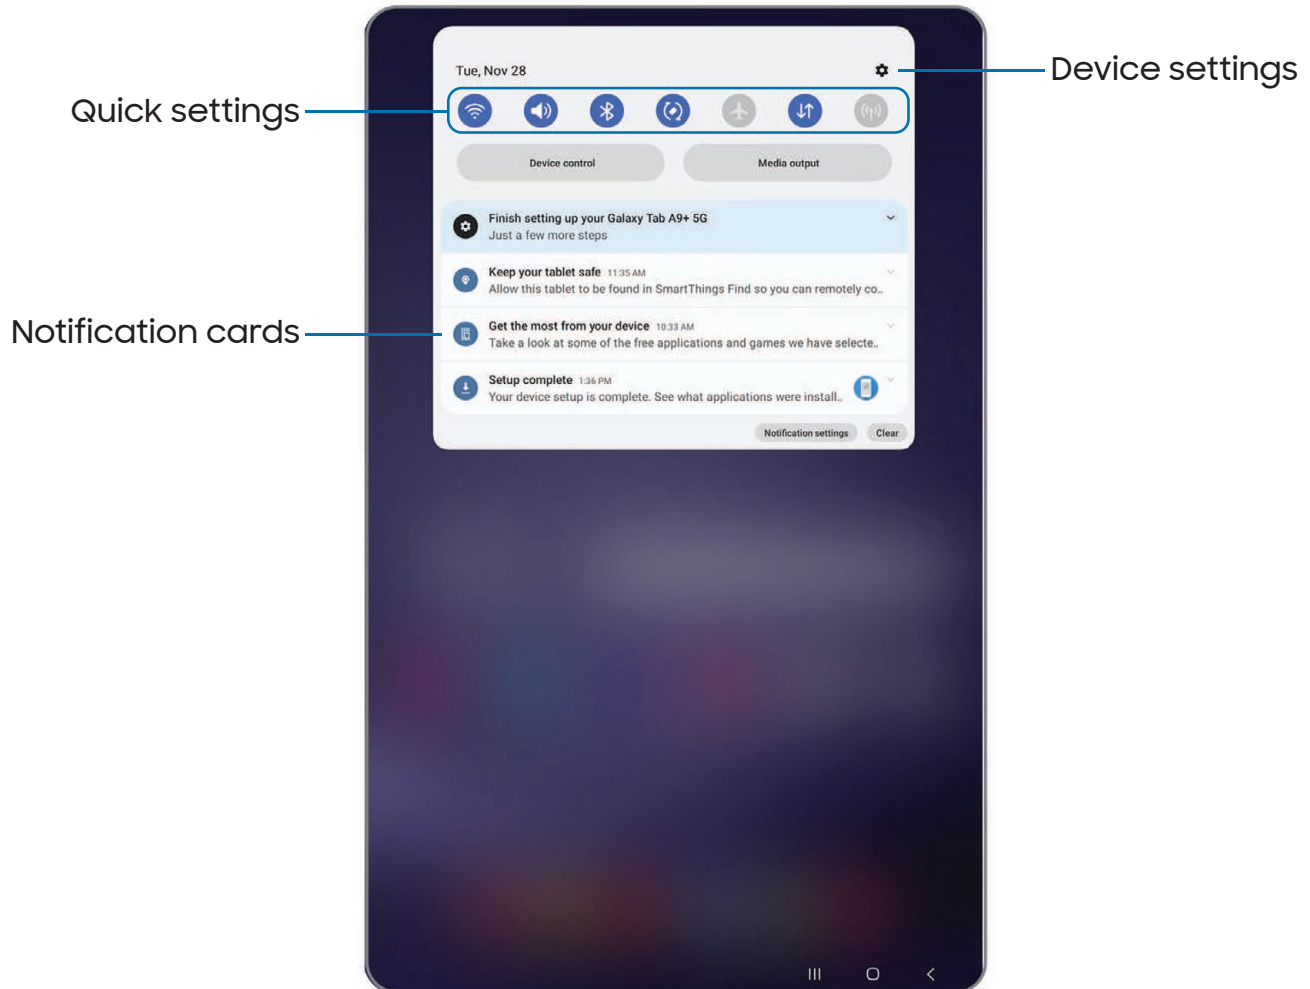 Tue, Nov 28
Device settings
Quick settings
Device control
Media output
Finish setting up your Galaxy Tab A9+ 5G
Just a few more steps
Keep your tablet safe 11:35 AM
Allow this tablet to be found in SmartThings Find so you can remotely co..
Notification cards
Get the most from your device 10:33 AM
Take a look at some of the free applications and games we have selecte..
Setup complete 1:36 PM
Your device setup is complete. See what applications were install..
Notification settings
Clear